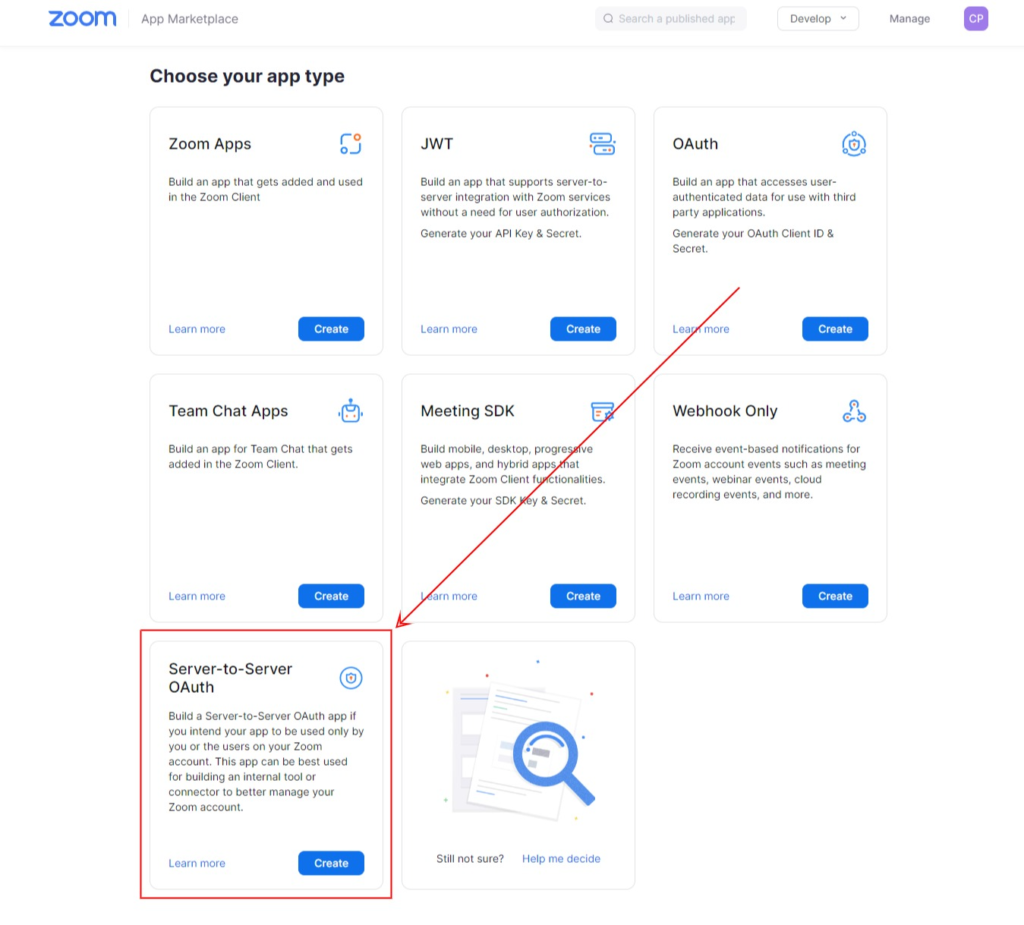 zoom App Marketplace Search a published app Develop Manage CP
Choose your app type
Zoom Apps
Build an app that gets added and used
in the Zoom Client
Learn more Create
JWT
Build an app that supports server-to-
server integration with Zoom services
without a need for user authorization.
Generate your API Key & Secret.
Learn more Create
OAuth
Build an app that accesses user-
authenticated data for use with third
party applications.
Generate your OAuth Client ID &
Secret.
Learn more Create
Team Chat Apps
Build an app for Team Chat that gets
added in the Zoom Client.
Learn more Create
Meeting SDK
Build mobile, desktop, progressive
web apps, and hybrid apps that
integrate Zoom Client functionalities.
Generate your SDK Key & Secret.
Learn more Create
Webhook Only
Receive event-based notifications for
Zoom account events such as meeting
events, webinar events, cloud
recording events, and more.
Learn more Create
Server-to-Server
OAuth
Build a Server-to-Server OAuth app if
you intend your app to be used only by
you or the users on your Zoom
account. This app can be best used
for building an internal tool or
connector to better manage your
Zoom account.
Learn more Create
Still not sure? Help me decide